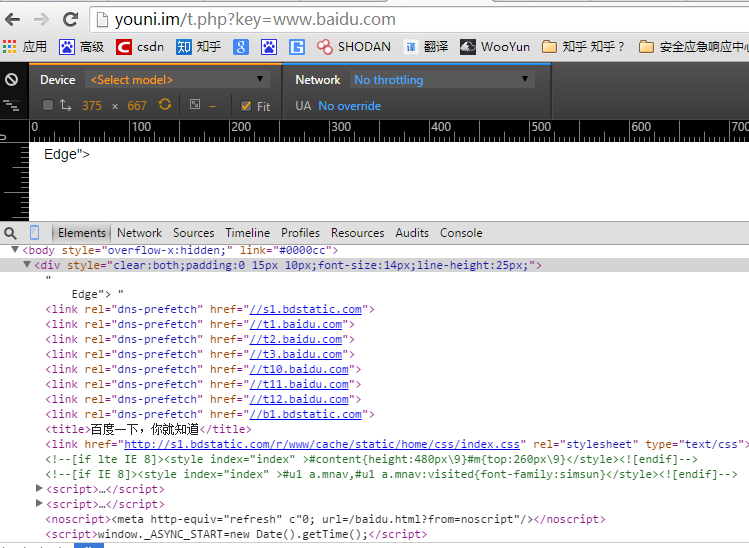 youni.im/t.php?key=www.baidu.com
应用 高级 csdn 知乎 SHODAN 翻译 WooYun 知乎 知乎？ 安全应急响应中心
Device <Select model> Network No throttling
375 × 667 – Fit UA No override
0 100 200 300 400 500 600 700
Edge">
Elements Network Sources Timeline Profiles Resources Audits Console
<body style="overflow-x:hidden;" link="#0000cc">
<div style="clear:both;padding:0 15px 10px;font-size:14px;line-height:25px;">
"
Edge"> "
<link rel="dns-prefetch" href="//s1.bdstatic.com">
<link rel="dns-prefetch" href="//t1.baidu.com">
<link rel="dns-prefetch" href="//t2.baidu.com">
<link rel="dns-prefetch" href="//t3.baidu.com">
<link rel="dns-prefetch" href="//t10.baidu.com">
<link rel="dns-prefetch" href="//t11.baidu.com">
<link rel="dns-prefetch" href="//t12.baidu.com">
<link rel="dns-prefetch" href="//b1.bdstatic.com">
<title>百度一下，你就知道</title>
<link href="http://s1.bdstatic.com/r/www/cache/static/home/css/index.css" rel="stylesheet" type="text/css">
<!--[if lte IE 8]><style index="index" >#content{height:480px\9}#m{top:260px\9}</style><![endif]-->
<!--[if IE 8]><style index="index" >#u1 a.mnav,#u1 a.mnav:visited{font-family:simsun}</style><![endif]-->
<script>…</script>
<script>…</script>
<noscript><meta http-equiv="refresh" c"0; url=/baidu.html?from=noscript"/></noscript>
<script>window._ASYNC_START=new Date().getTime();</script>